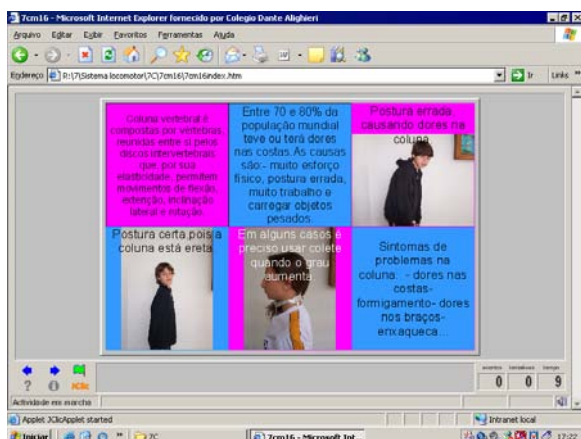 7cm16 - Microsoft Internet Explorer fornecido por Colegio Dante Alighieri
Arquivo Editar Exibir Favoritos Ferramentas Ajuda
Endereço R:\7\Sistema locomotor\7C\7cm16\7cm16index.htm Ir Links »
Coluna vertebral é
compostas por vértebras
reunidas entre si pelos
discos intervertebrais
que, por sua
elasticidade, permitem
movimentos de flexão,
extenção, inclinação
lateral e rotação.
Entre 70 e 80% da
população mundial
teve ou terá dores
nas costas. As causas
são:- muito esforço
físico, postura errada,
muito trabalho e
carregar objetos
pesados.
Postura errada,
causando dores na
coluna
Postura certa,pois a
coluna está ereta
Em alguns casos é
preciso usar colete
quando o grau
aumenta.
Sintomas de
problemas na
coluna: - dores nas
costas-
formigamento- dores
nos braços-
enxaqueca...
JClic
tempo
0 0 9
Actividade em marcha
Applet JClicApplet started Intranet local
Iniciar » 7C 7cm16 - Microsoft Int... 17:25